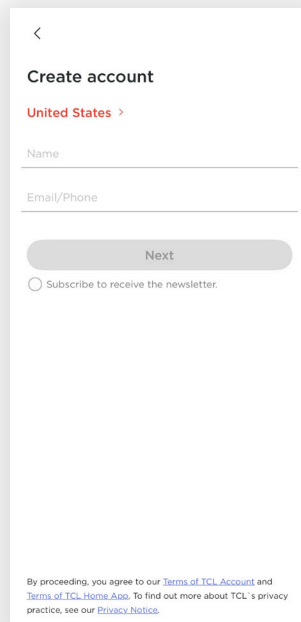 Create account
United States >
Name
Email/Phone
Next
Subscribe to receive the newsletter.
By proceeding, you agree to our Terms of TCL Account and
Terms of TCL Home App. To find out more about TCL`s privacy
practice, see our Privacy Notice.